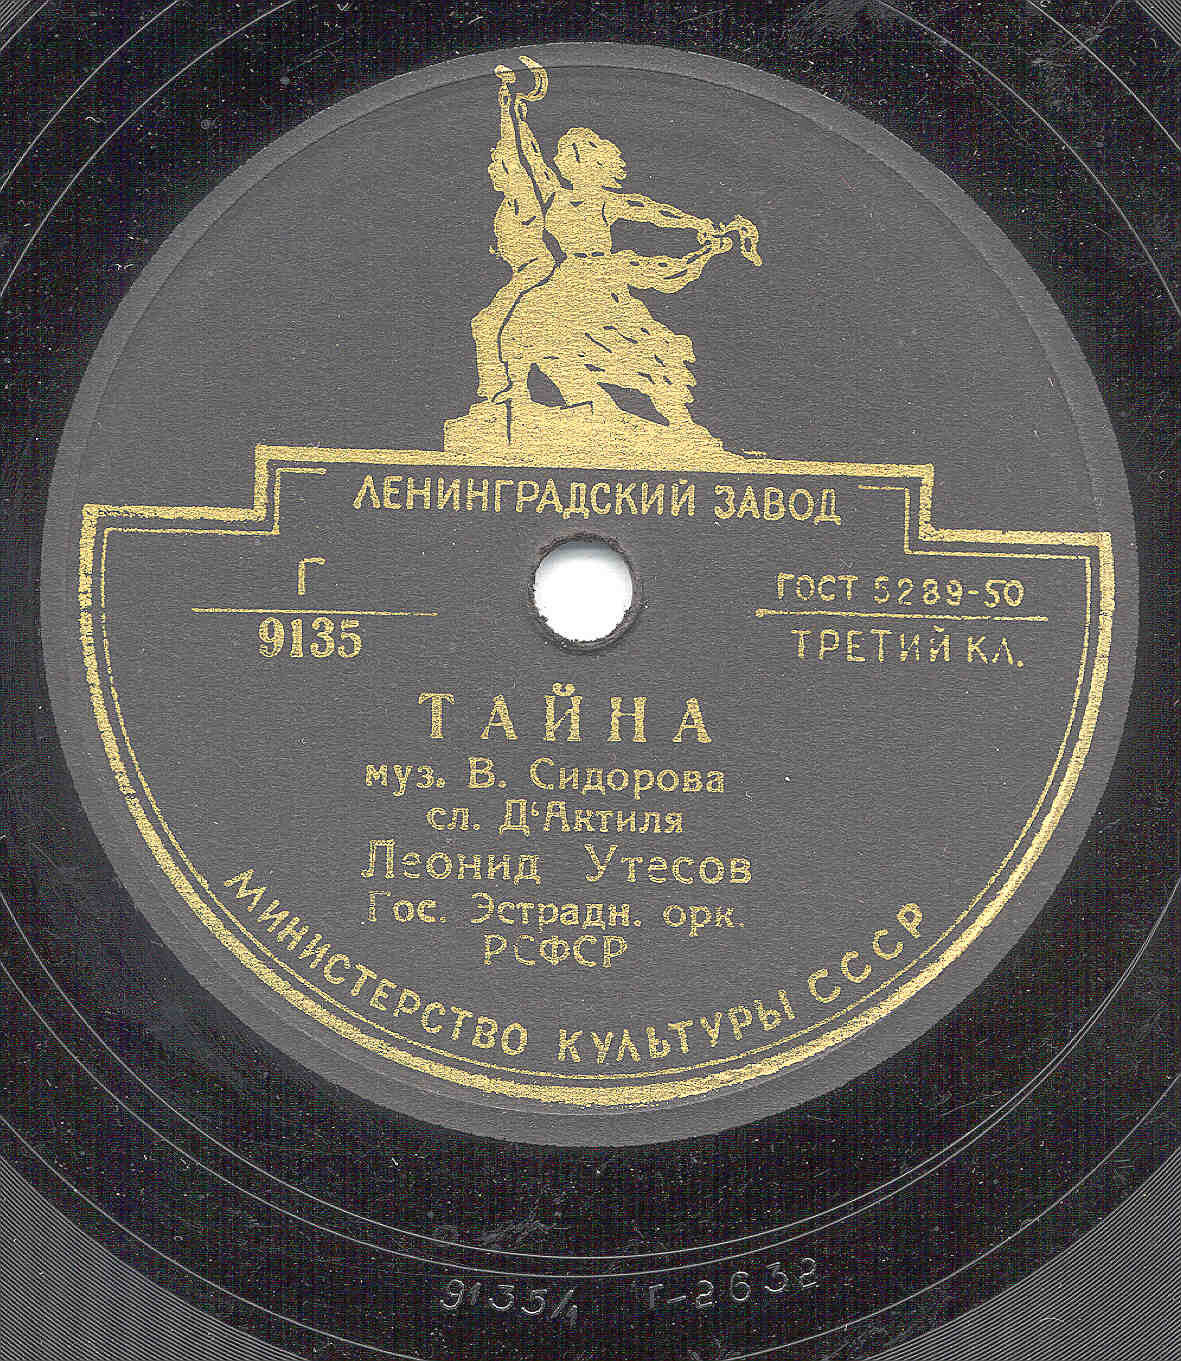 ЛЕНИНГРАДСКИЙ ЗАВОД
Г
9135
ГОСТ 5289-50
ТРЕТИЙ КЛ.
ТАЙНА
муз. В. Сидорова
сл. Д‘Актиля
Леонид Утесов
Гос. Эстрадн. орк.
РСФСР
МИНИСТЕРСТВО КУЛЬТУРЫ СССР
9135/1 Т-2632